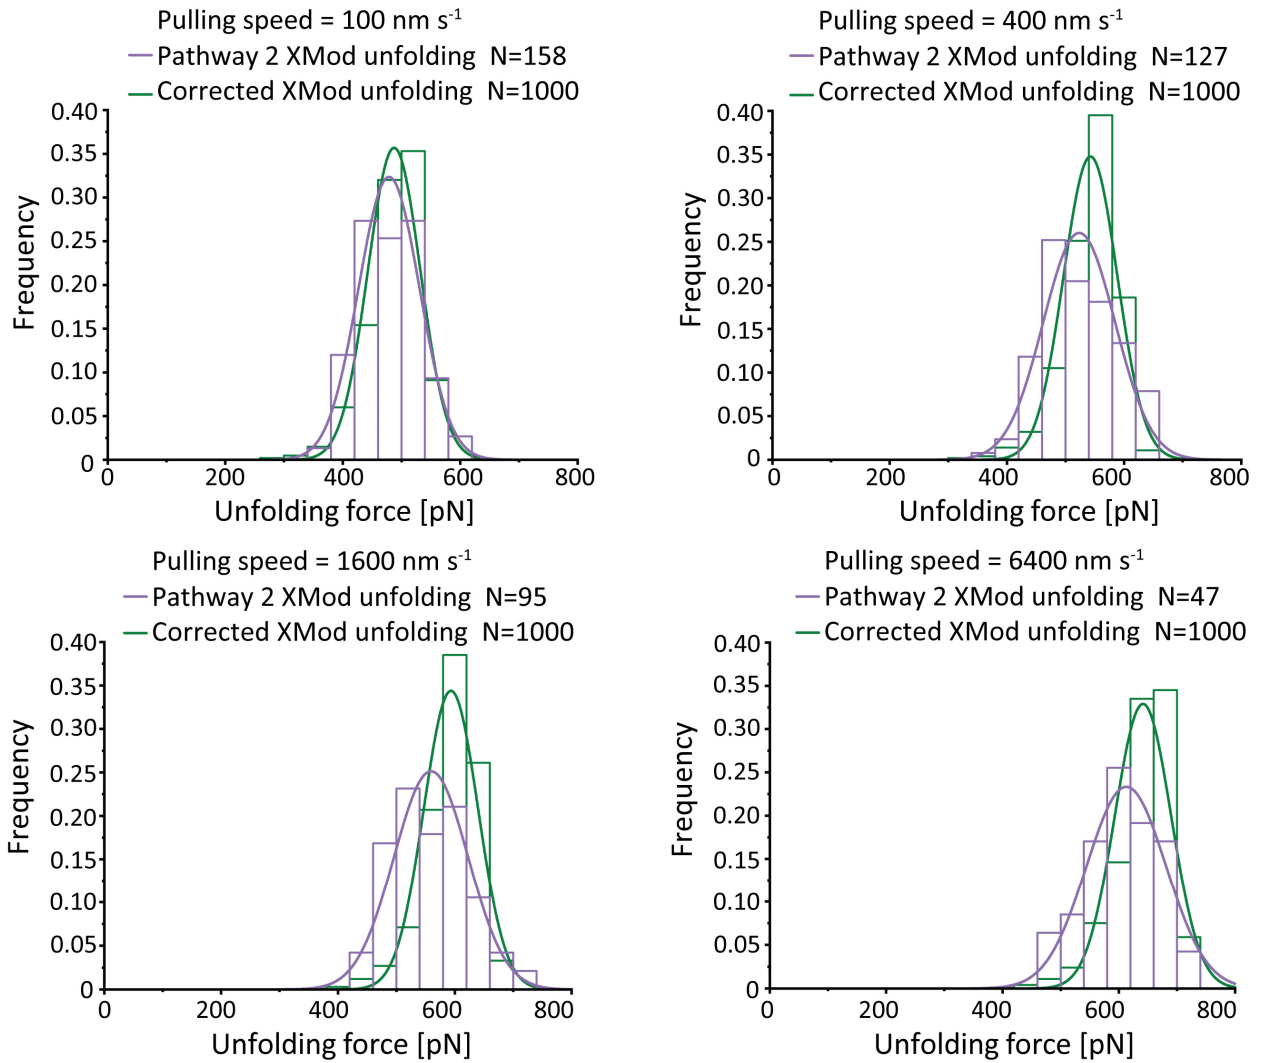 Pulling speed = 100 nm s-1
Pathway 2 XMod unfolding N=158
Corrected XMod unfolding N=1000
0.40
0.35
0.30
0.25
0.20
0.15
0.10
0.05
0
Frequency
0 200 400 600 800
Unfolding force [pN]
Pulling speed = 400 nm s-1
Pathway 2 XMod unfolding N=127
Corrected XMod unfolding N=1000
0.40
0.35
0.30
0.25
0.20
0.15
0.10
0.05
0
Frequency
0 200 400 600 800
Unfolding force [pN]
Pulling speed = 1600 nm s-1
Pathway 2 XMod unfolding N=95
Corrected XMod unfolding N=1000
0.40
0.35
0.30
0.25
0.20
0.15
0.10
0.05
0
Frequency
0 200 400 600 800
Unfolding force [pN]
Pulling speed = 6400 nm s-1
Pathway 2 XMod unfolding N=47
Corrected XMod unfolding N=1000
0.40
0.35
0.30
0.25
0.20
0.15
0.10
0.05
0
Frequency
0 200 400 600 800
Unfolding force [pN]